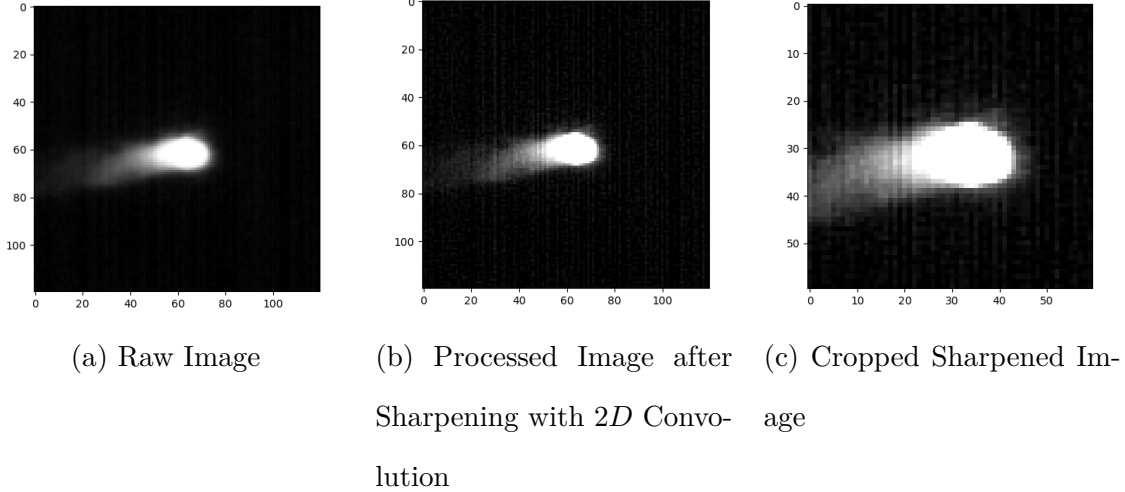 0
20
40
60
80
100
0 20 40 60 80 100
0
20
40
60
80
100
0 20 40 60 80 100
0
10
20
30
40
50
0 10 20 30 40 50
(a) Raw Image
(b) Processed Image after
Sharpening with 2D Convo-
lution
(c) Cropped Sharpened Im-
age